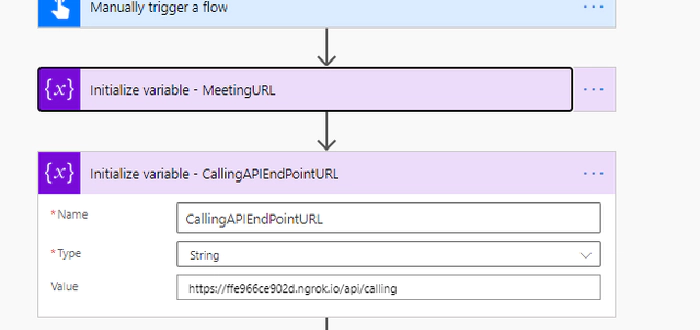 Manually trigger a flow
{x} Initialize variable - MeetingURL
{x} Initialize variable - CallingAPIEndPointURL
*Name CallingAPIEndPointURL
*Type String
Value https://ffe966ce902d.ngrok.io/api/calling